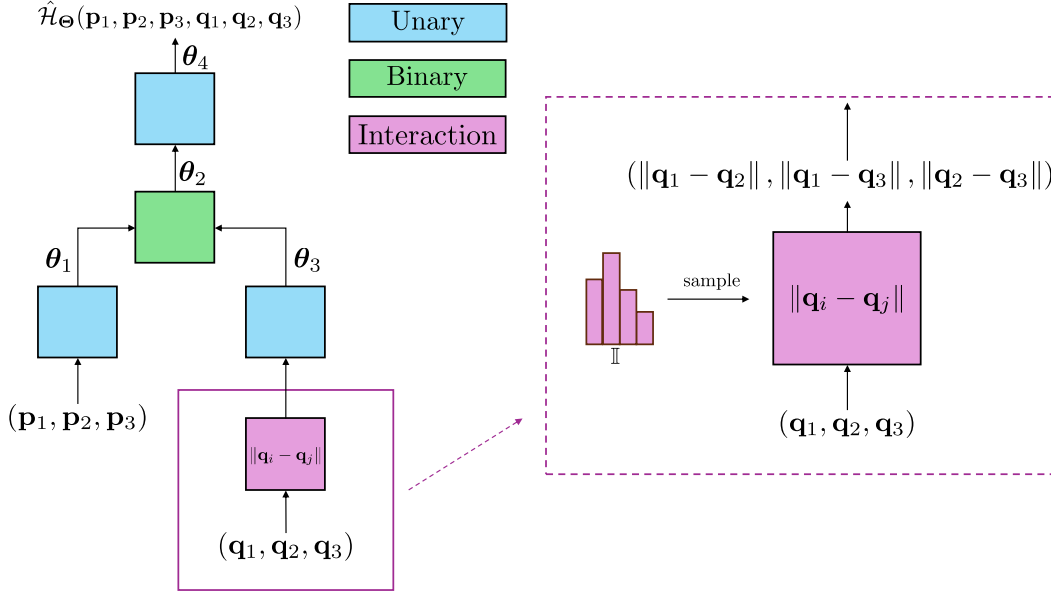 Ĥ_Θ(p₁, p₂, p₃, q₁, q₂, q₃)
θ₄
θ₂
θ₁
θ₃
(p₁, p₂, p₃)
‖qᵢ − qⱼ‖
(q₁, q₂, q₃)
Unary
Binary
Interaction
(‖q₁ − q₂‖, ‖q₁ − q₃‖, ‖q₂ − q₃‖)
sample
𝕀
‖qᵢ − qⱼ‖
(q₁, q₂, q₃)